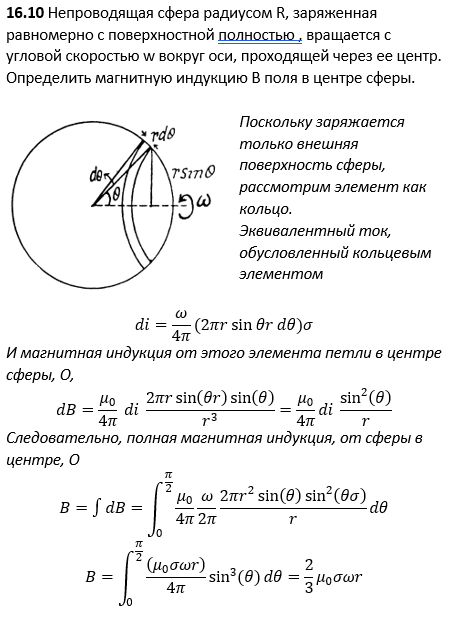 16.10 Непроводящая сфера радиусом R, заряженная
равномерно с поверхностной полностью , вращается с
угловой скоростью w вокруг оси, проходящей через ее центр.
Определить магнитную индукцию B поля в центре сферы.
rdθ
dθ
θ
rsinθ
ω
Поскольку заряжается
только внешняя
поверхность сферы,
рассмотрим элемент как
кольцо.
Эквивалентный ток,
обусловленный кольцевым
элементом
di = ω/4π (2πr sin θr dθ)σ
И магнитная индукция от этого элемента петли в центре
сферы, O,
dB = μ₀/4π di 2πr sin(θr) sin(θ)/r³ = μ₀/4π di sin²(θ)/r
Следовательно, полная магнитная индукция, от сферы в
центре, O
B = ∫ dB = ∫₀^(π/2) μ₀/4π ω/2π 2πr² sin(θ) sin²(θσ)/r dθ
B = ∫₀^(π/2) (μ₀σωr)/4π sin³(θ) dθ = 2/3 μ₀σωr